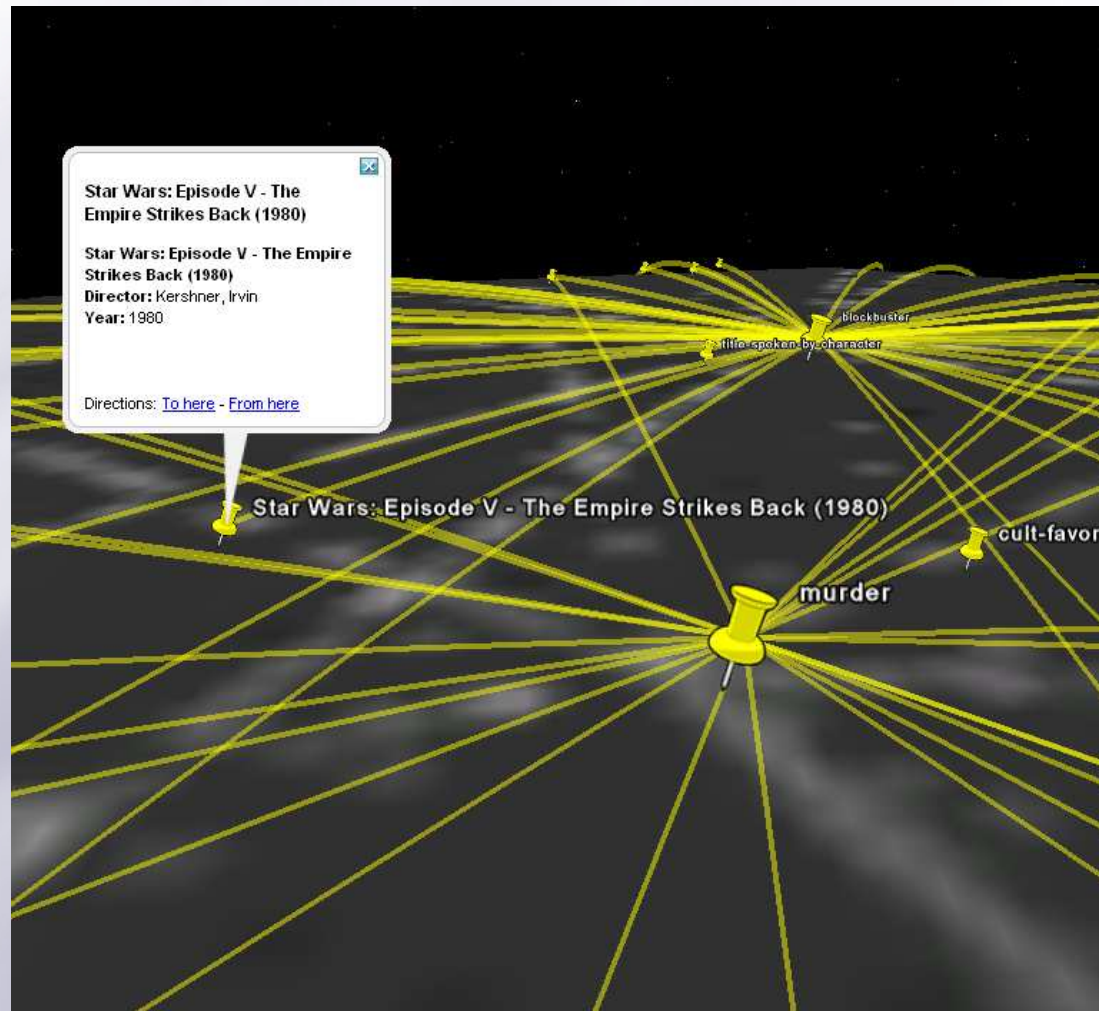 Star Wars: Episode V - The
Empire Strikes Back (1980)
Star Wars: Episode V - The Empire
Strikes Back (1980)
Director: Kershner, Irvin
Year: 1980
Directions: To here - From here
blockbuster
title-spoken-by-character
Star Wars: Episode V - The Empire Strikes Back (1980)
cult-favor
murder